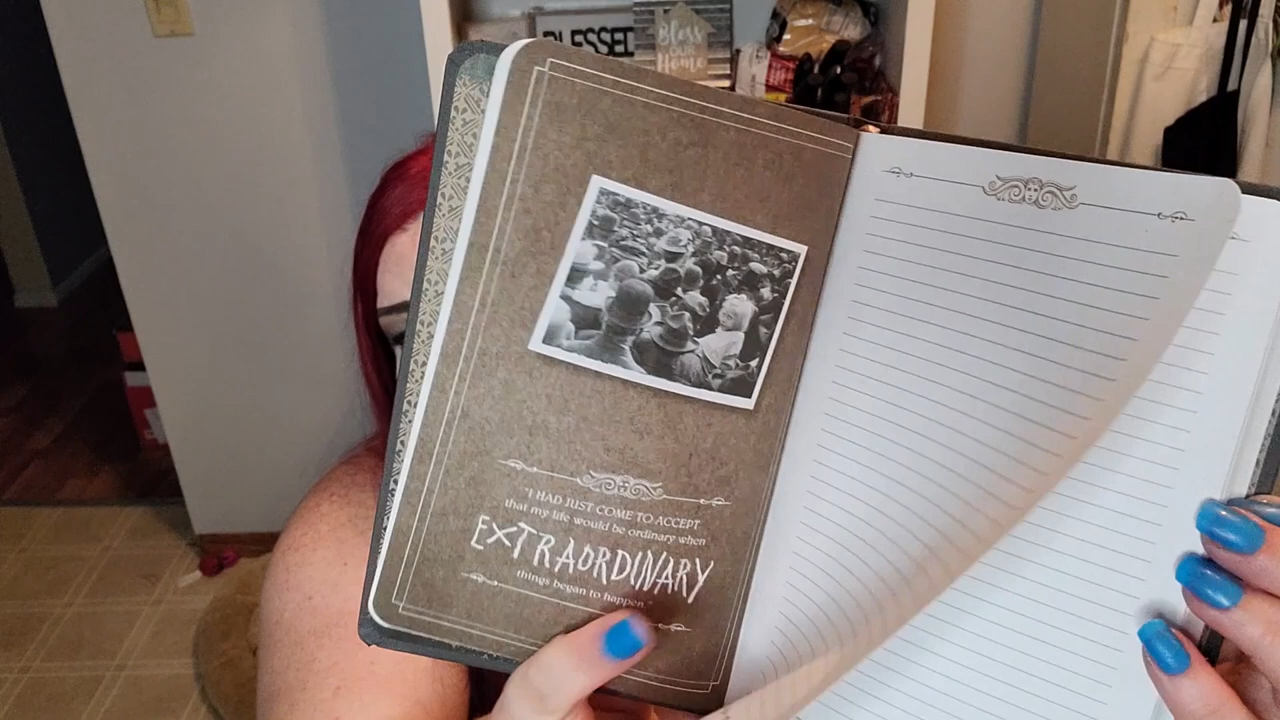 BLESSED
Bless
OUR
Home
"I HAD JUST COME TO ACCEPT
that my life would be ordinary when
EXTRAORDINARY
things began to happen."